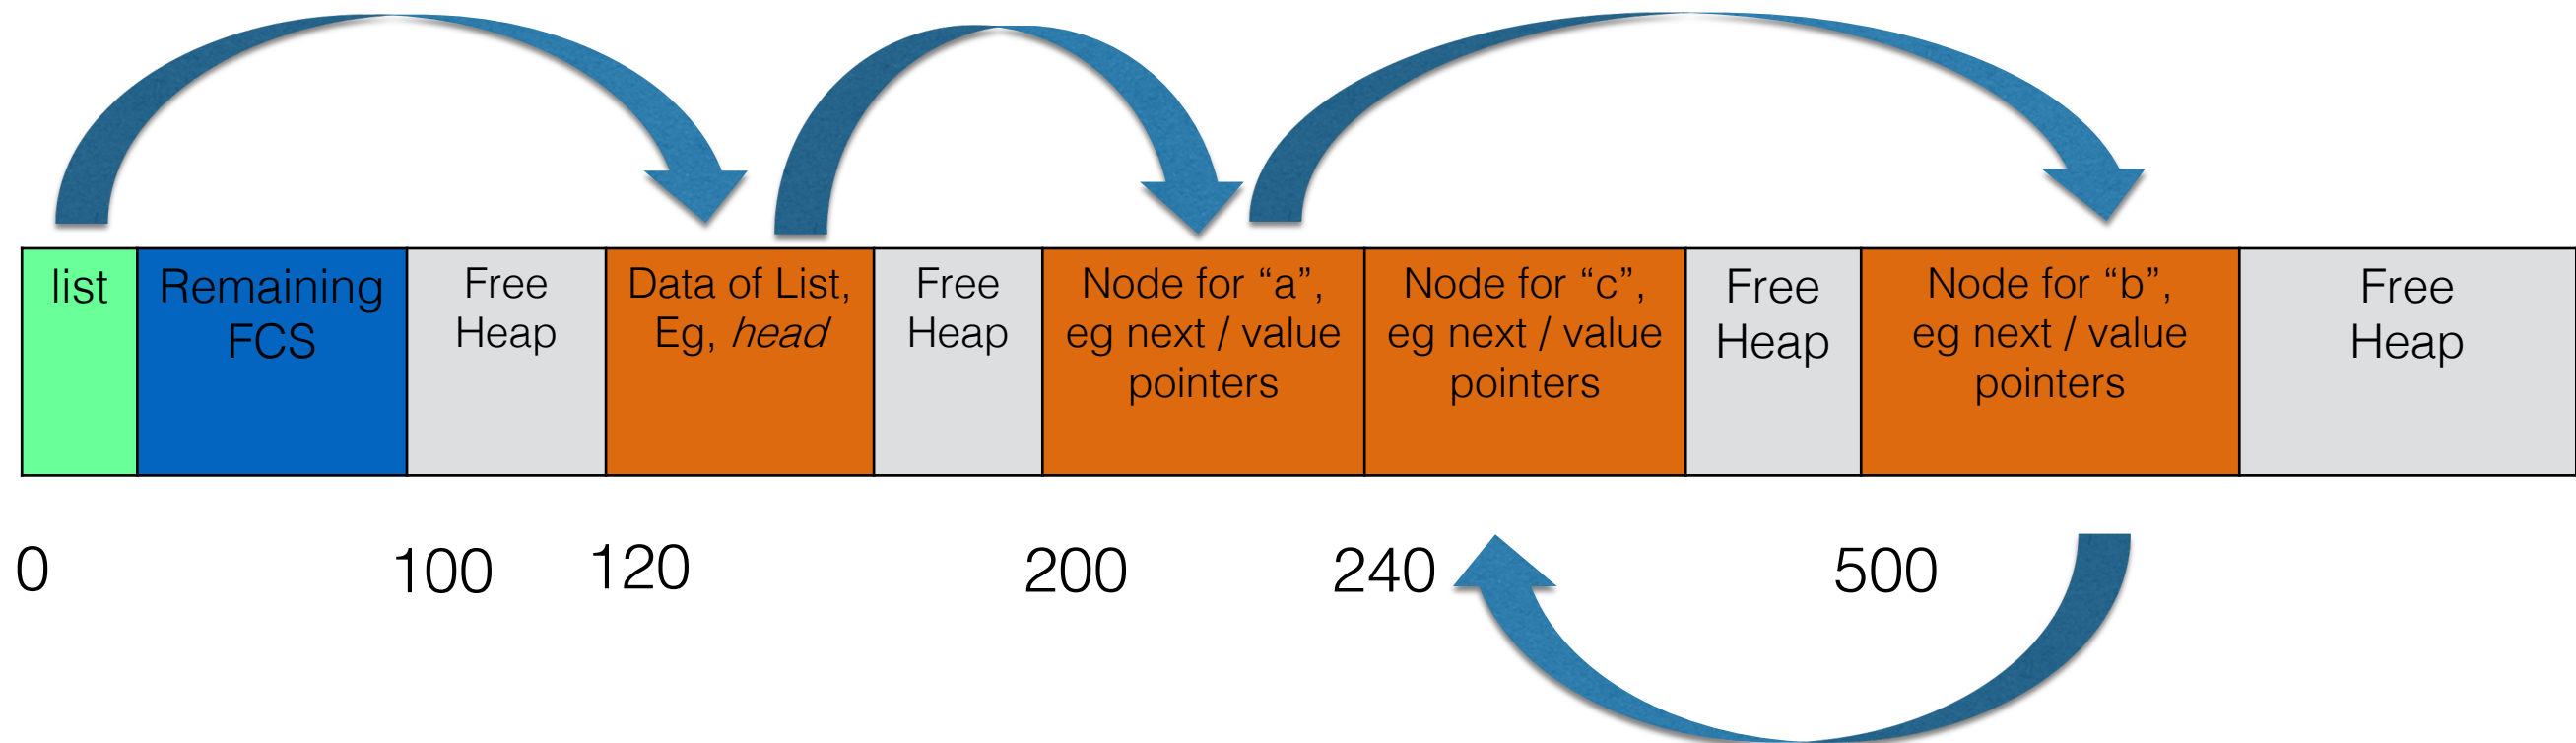 list
Remaining
FCS
Free
Heap
Data of List,
Eg, head
Free
Heap
Node for “a”,
eg next / value
pointers
Node for “c”,
eg next / value
pointers
Free
Heap
Node for “b”,
eg next / value
pointers
Free
Heap
0
100
120
200
240
500